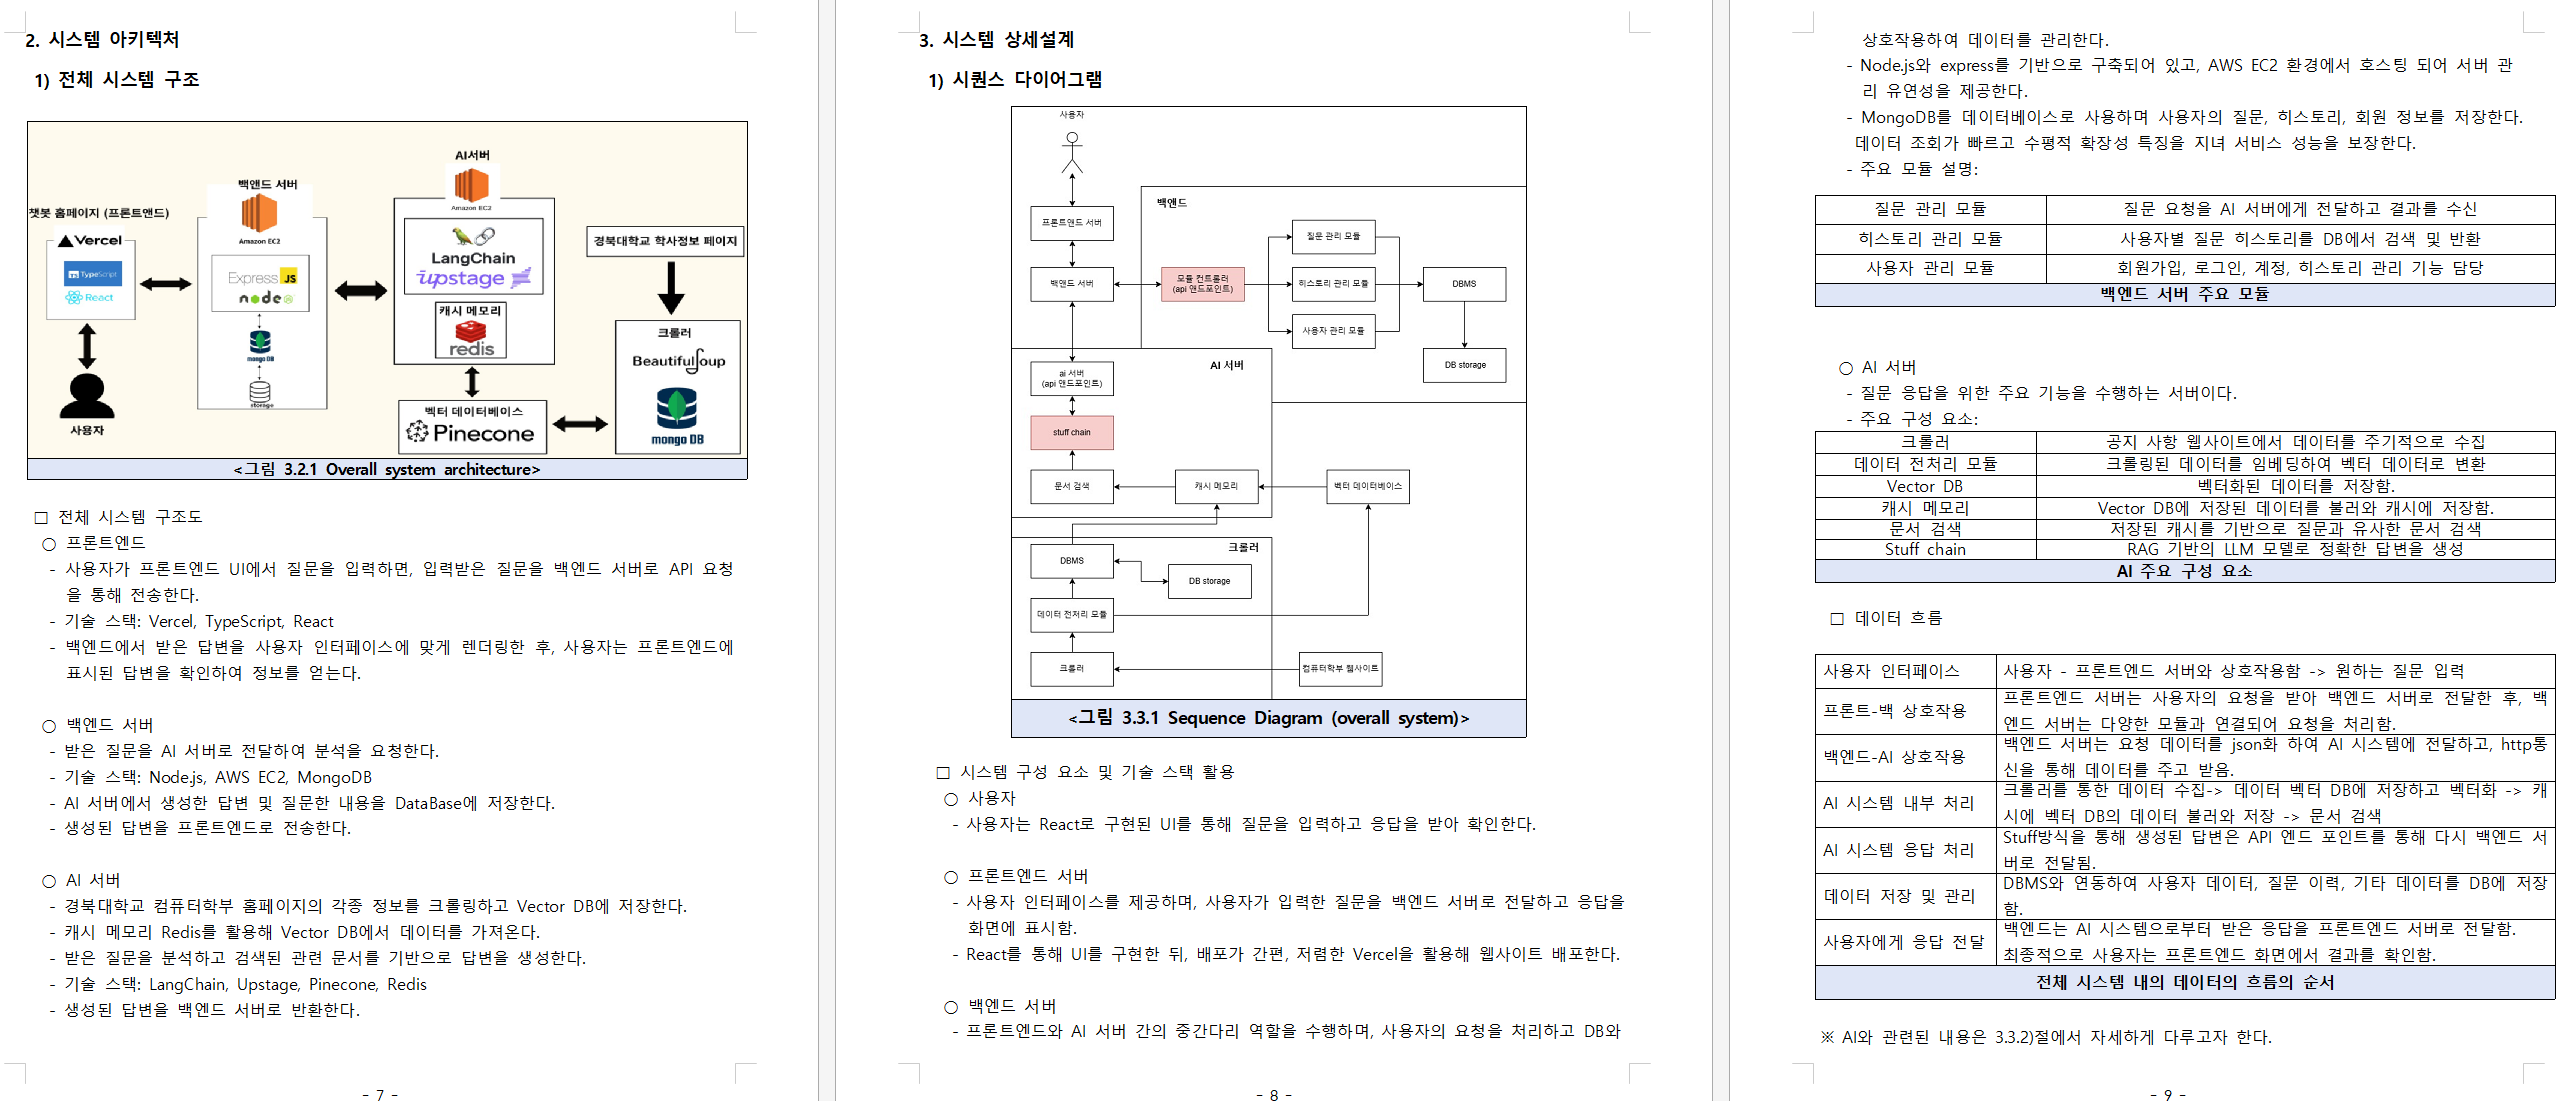 2. 시스템 아키텍처
1) 전체 시스템 구조
AI서버
Amazon EC2
백앤드 서버
Amazon EC2
챗봇 홈페이지 (프론트앤드)
Vercel
TS TypeScript
React
Express JS
node JS
mongo DB
storage
LangChain
upstage
캐시 메모리
redis
경북대학교 학사정보 페이지
크롤러
BeautifulSoup
mongo DB
벡터 데이터베이스
Pinecone
사용자
<그림 3.2.1 Overall system architecture>
□ 전체 시스템 구조도
○ 프론트엔드
- 사용자가 프론트엔드 UI에서 질문을 입력하면, 입력받은 질문을 백엔드 서버로 API 요청
을 통해 전송한다.
- 기술 스택: Vercel, TypeScript, React
- 백엔드에서 받은 답변을 사용자 인터페이스에 맞게 렌더링한 후, 사용자는 프론트엔드에
표시된 답변을 확인하여 정보를 얻는다.
○ 백엔드 서버
- 받은 질문을 AI 서버로 전달하여 분석을 요청한다.
- 기술 스택: Node.js, AWS EC2, MongoDB
- AI 서버에서 생성한 답변 및 질문한 내용을 DataBase에 저장한다.
- 생성된 답변을 프론트엔드로 전송한다.
○ AI 서버
- 경북대학교 컴퓨터학부 홈페이지의 각종 정보를 크롤링하고 Vector DB에 저장한다.
- 캐시 메모리 Redis를 활용해 Vector DB에서 데이터를 가져온다.
- 받은 질문을 분석하고 검색된 관련 문서를 기반으로 답변을 생성한다.
- 기술 스택: LangChain, Upstage, Pinecone, Redis
- 생성된 답변을 백엔드 서버로 반환한다.
- 7 -
3. 시스템 상세설계
1) 시퀀스 다이어그램
사용자
백엔드
프론트앤드 서버
질문 관리 모듈
백앤드 서버
모듈 컨트롤러
(api 앤드포인트)
히스토리 관리 모듈
DBMS
사용자 관리 모듈
AI 서버
ai 서버
(api 앤드포인트)
DB storage
stuff chain
문서 검색
캐시 메모리
벡터 데이터베이스
크롤러
DBMS
DB storage
데이터 전처리 모듈
크롤러
컴퓨터학부 웹사이트
<그림 3.3.1 Sequence Diagram (overall system)>
□ 시스템 구성 요소 및 기술 스택 활용
○ 사용자
- 사용자는 React로 구현된 UI를 통해 질문을 입력하고 응답을 받아 확인한다.
○ 프론트엔드 서버
- 사용자 인터페이스를 제공하며, 사용자가 입력한 질문을 백엔드 서버로 전달하고 응답을
화면에 표시함.
- React를 통해 UI를 구현한 뒤, 배포가 간편, 저렴한 Vercel을 활용해 웹사이트 배포한다.
○ 백엔드 서버
- 프론트엔드와 AI 서버 간의 중간다리 역할을 수행하며, 사용자의 요청을 처리하고 DB와
- 8 -
상호작용하여 데이터를 관리한다.
- Node.js와 express를 기반으로 구축되어 있고, AWS EC2 환경에서 호스팅 되어 서버 관
리 유연성을 제공한다.
- MongoDB를 데이터베이스로 사용하며 사용자의 질문, 히스토리, 회원 정보를 저장한다.
데이터 조회가 빠르고 수평적 확장성 특징을 지녀 서비스 성능을 보장한다.
- 주요 모듈 설명:
질문 관리 모듈 질문 요청을 AI 서버에게 전달하고 결과를 수신
히스토리 관리 모듈 사용자별 질문 히스토리를 DB에서 검색 및 반환
사용자 관리 모듈 회원가입, 로그인, 계정, 히스토리 관리 기능 담당
백엔드 서버 주요 모듈
○ AI 서버
- 질문 응답을 위한 주요 기능을 수행하는 서버이다.
- 주요 구성 요소:
크롤러 공지 사항 웹사이트에서 데이터를 주기적으로 수집
데이터 전처리 모듈 크롤링된 데이터를 임베딩하여 벡터 데이터로 변환
Vector DB 벡터화된 데이터를 저장함.
캐시 메모리 Vector DB에 저장된 데이터를 불러와 캐시에 저장함.
문서 검색 저장된 캐시를 기반으로 질문과 유사한 문서 검색
Stuff chain RAG 기반의 LLM 모델로 정확한 답변을 생성
AI 주요 구성 요소
□ 데이터 흐름
사용자 인터페이스 사용자 - 프론트엔드 서버와 상호작용함 -> 원하는 질문 입력
프론트-백 상호작용 프론트엔드 서버는 사용자의 요청을 받아 백엔드 서버로 전달한 후, 백
엔드 서버는 다양한 모듈과 연결되어 요청을 처리함.
백엔드-AI 상호작용 백엔드 서버는 요청 데이터를 json화 하여 AI 시스템에 전달하고, http통
신을 통해 데이터를 주고 받음.
AI 시스템 내부 처리 크롤러를 통한 데이터 수집-> 데이터 벡터 DB에 저장하고 벡터화 -> 캐
시에 벡터 DB의 데이터 불러와 저장 -> 문서 검색
AI 시스템 응답 처리 Stuff방식을 통해 생성된 답변은 API 엔드 포인트를 통해 다시 백엔드 서
버로 전달됨.
데이터 저장 및 관리 DBMS와 연동하여 사용자 데이터, 질문 이력, 기타 데이터를 DB에 저장
함.
사용자에게 응답 전달 백엔드는 AI 시스템으로부터 받은 응답을 프론트엔드 서버로 전달함.
최종적으로 사용자는 프론트엔드 화면에서 결과를 확인함.
전체 시스템 내의 데이터의 흐름의 순서
※ AI와 관련된 내용은 3.3.2)절에서 자세하게 다루고자 한다.
- 9 -